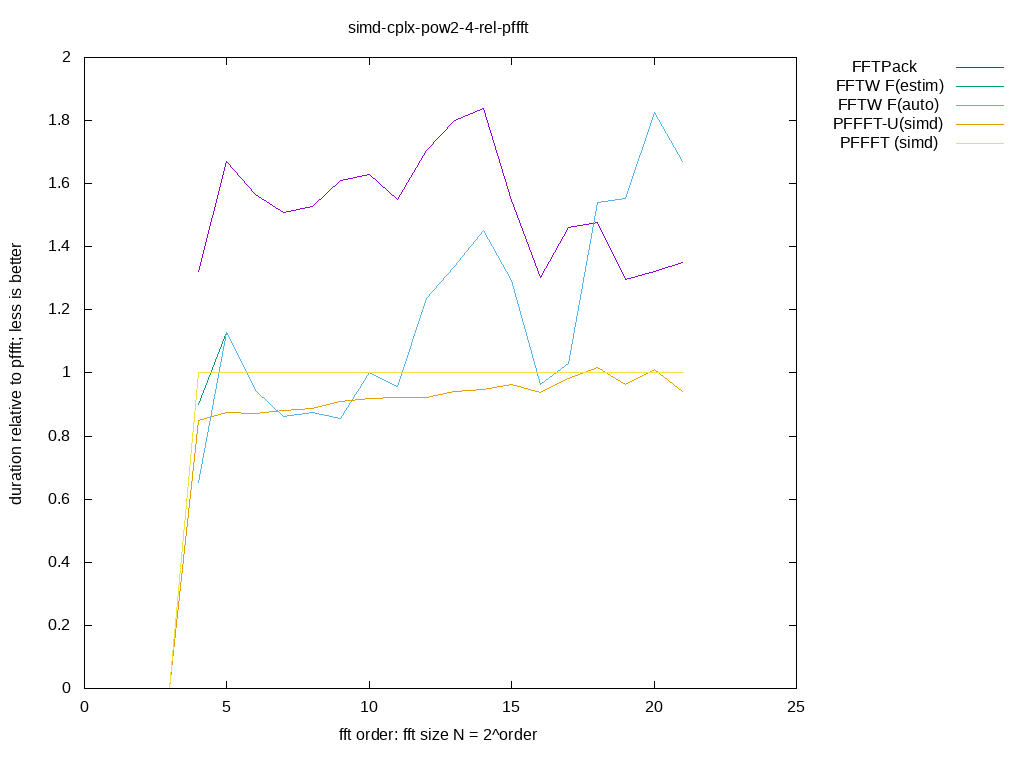 simd-cplx-pow2-4-rel-pffft
FFTPack
FFTW F(estim)
FFTW F(auto)
PFFFT-U(simd)
PFFFT (simd)
duration relative to pffft; less is better
2
1.8
1.6
1.4
1.2
1
0.8
0.6
0.4
0.2
0
0 5 10 15 20 25
fft order: fft size N = 2^order